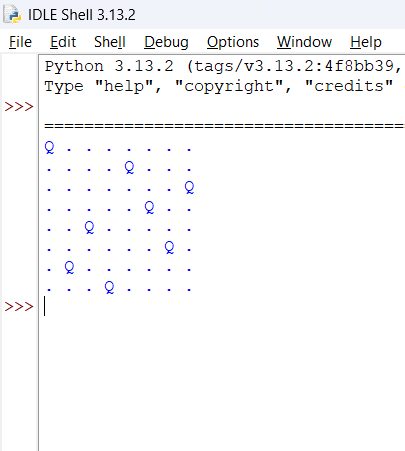 IDLE Shell 3.13.2
File Edit Shell Debug Options Window Help
Python 3.13.2 (tags/v3.13.2:4f8bb39,
Type "help", "copyright", "credits"
>>>
====================================
Q . . . . . . .
. . . . Q . . .
. . . . . . . Q
. . . . . Q . .
. . Q . . . . .
. . . . . . Q .
. Q . . . . . .
. . . Q . . . .
>>>